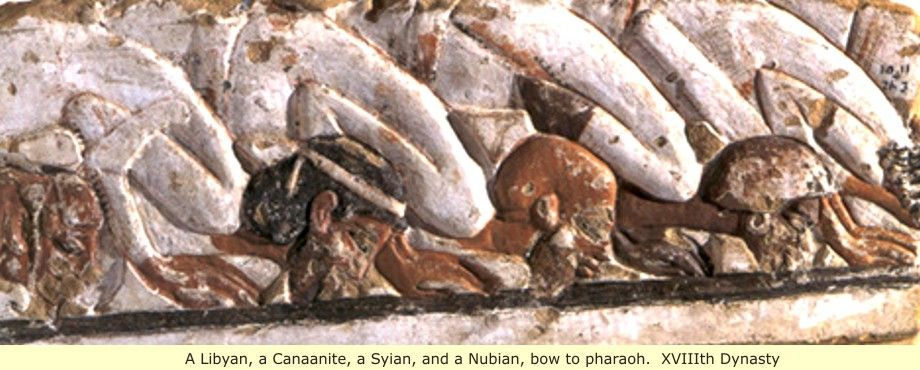 A Libyan, a Canaanite, a Syian, and a Nubian, bow to pharaoh. XVIIIth Dynasty